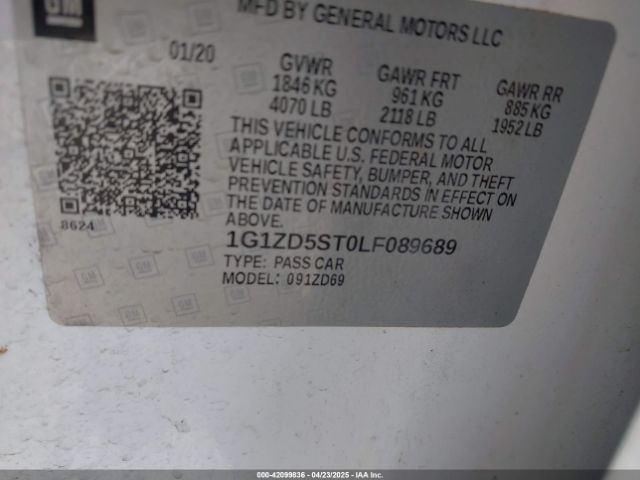 GM
MFD BY GENERAL MOTORS LLC
01/20
GVWR
1846 KG
4070 LB
GAWR FRT
961 KG
2118 LB
GAWR RR
885 KG
1952 LB
THIS VEHICLE CONFORMS TO ALL
APPLICABLE U.S. FEDERAL MOTOR
VEHICLE SAFETY, BUMPER, AND THEFT
PREVENTION STANDARDS IN EFFECT ON
THE DATE OF MANUFACTURE SHOWN
ABOVE.
8624
1G1ZD5ST0LF089689
TYPE: PASS CAR
MODEL: 091ZD69
000-42099836 - 04/23/2025 - IAA, Inc.